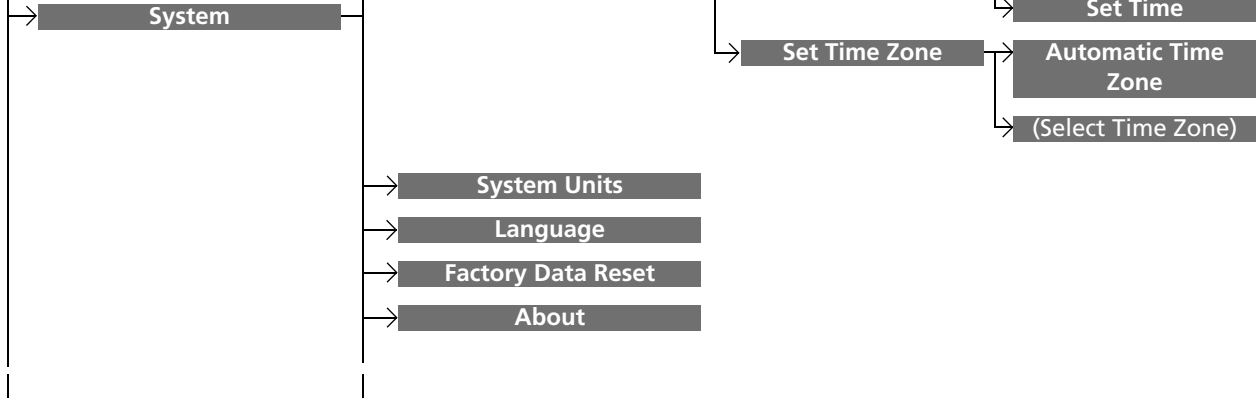 System
Set Time
Set Time Zone
Automatic Time
Zone
(Select Time Zone)
System Units
Language
Factory Data Reset
About